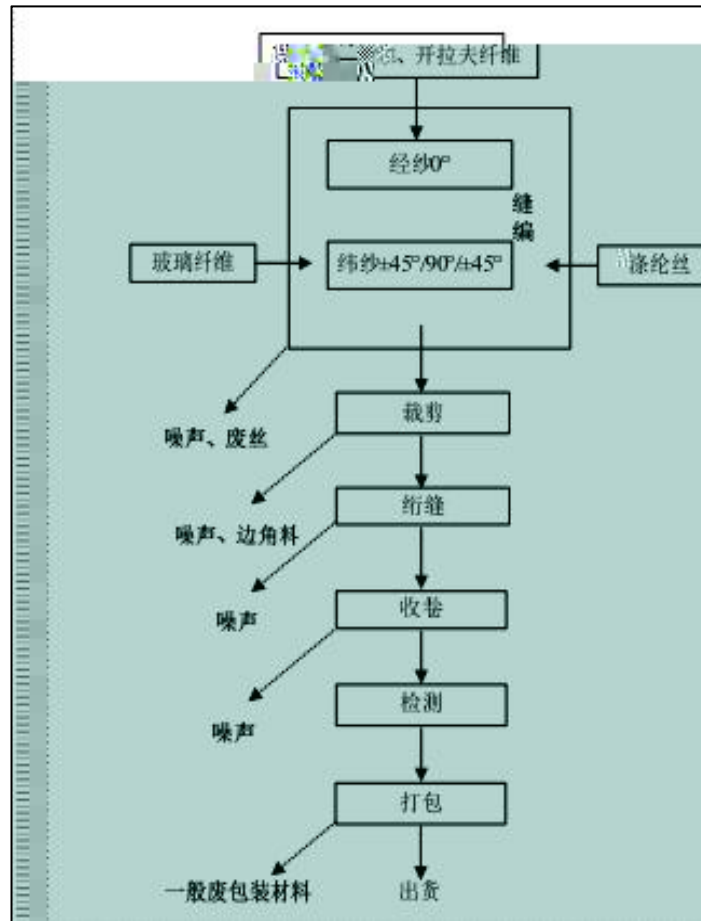 、开拉夫纤维
经纱0°
缝
编
玻璃纤维
纬纱±45°/90°/±45°
涤纶丝
裁剪
噪声、废丝
绗缝
噪声、边角料
收卷
噪声
检测
噪声
打包
一般废包装材料
出货